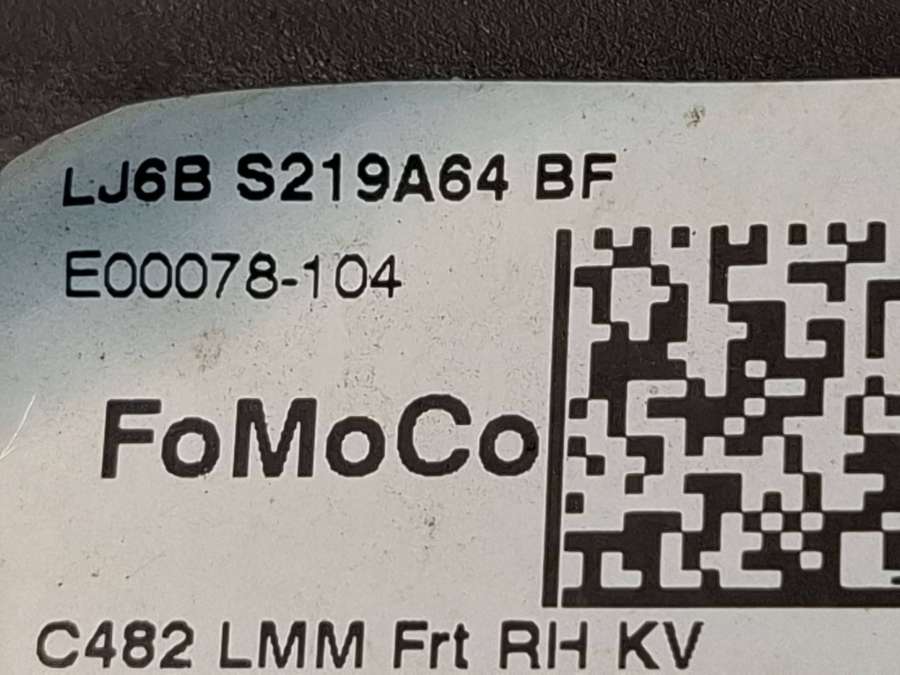 LJ6B S219A64 BF
E00078-104
FoMoCo
C482 LMM Frt RH KV